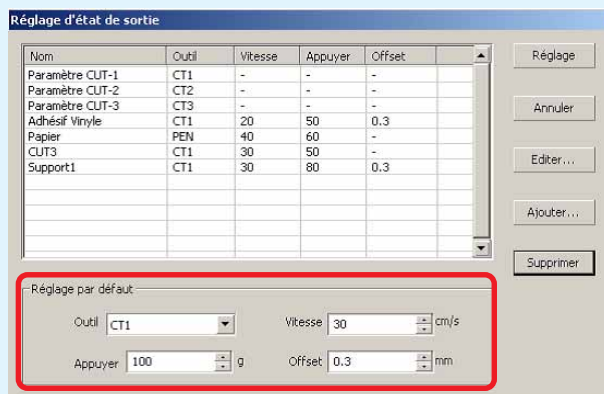 Réglage d'état de sortie
Nom Outil Vitesse Appuyer Offset
Paramètre CUT-1 CT1 - - -
Paramètre CUT-2 CT2 - - -
Paramètre CUT-3 CT3 - - -
Adhésif Vinyle CT1 20 50 0.3
Papier PEN 40 60 -
CUT3 CT1 30 50 -
Support1 CT1 30 80 0.3
Réglage
Annuler
Editer...
Ajouter...
Supprimer
Réglage par défaut
Outil CT1 Vitesse 30 cm/s
Appuyer 100 g Offset 0.3 mm